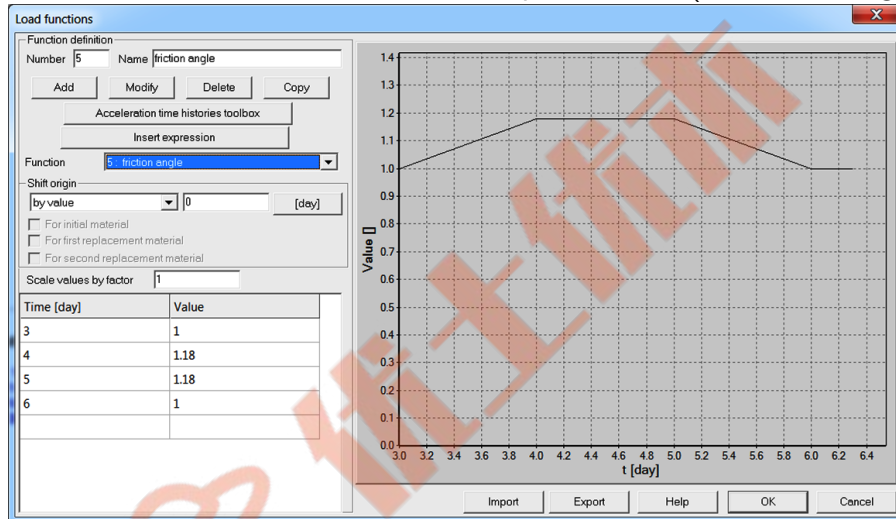 Load functions
X
Function definition
Number 5 Name friction angle
Add Modify Delete Copy
Acceleration time histories toolbox
Insert expression
Function 5 : friction angle
Shift origin
by value 0 [day]
For initial material
For first replacement material
For second replacement material
Scale values by factor 1
Time [day] Value
3 1
4 1.18
5 1.18
6 1
1.4
1.3
1.2
1.1
1.0
0.9
0.8
0.7
0.6
0.5
0.4
0.3
0.2
0.1
0.0
Value []
3.0 3.2 3.4 3.6 3.8 4.0 4.2 4.4 4.6 4.8 5.0 5.2 5.4 5.6 5.8 6.0 6.2 6.4
t [day]
Import Export Help OK Cancel